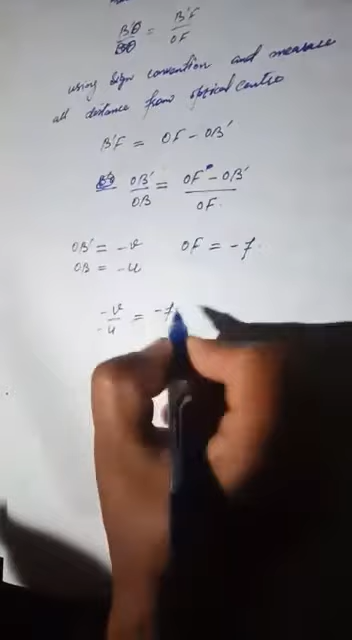 B'O/BO = B'F/OF
using sign convention and measure
all distance from optical centre
B'F = OF - OB'
OB'/OB = OF - OB'/OF
OB' = -v OF = -f
OB = -u
-v/-u = -f